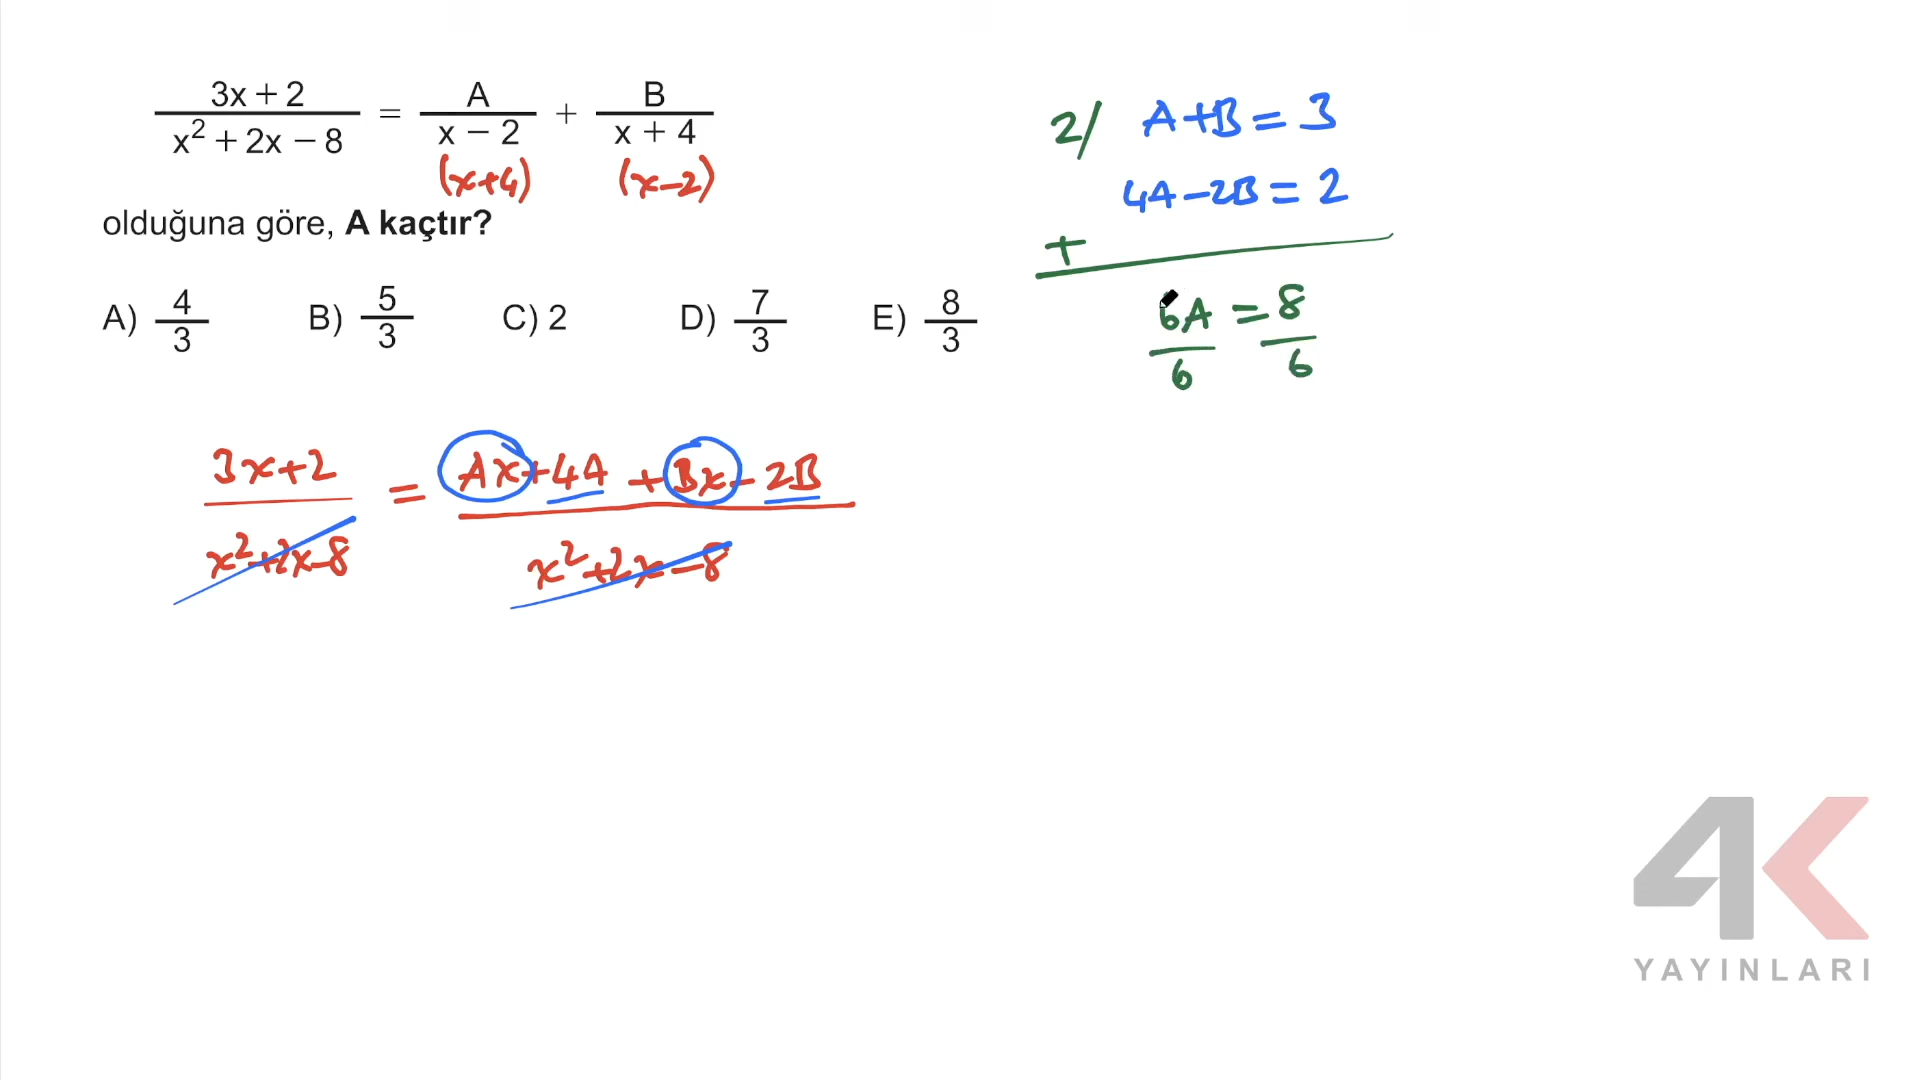 3x + 2 / x² + 2x − 8 = A / x − 2 + B / x + 4
(x+4) (x−2)
olduğuna göre, A kaçtır?
A) 4/3 B) 5/3 C) 2 D) 7/3 E) 8/3
3x+2 / x²+2x−8 = Ax+4A+Bx−2B / x²+2x−8
2/ A+B=3
4A−2B=2
+
6A/6 = 8/6
4K
YAYINLARI